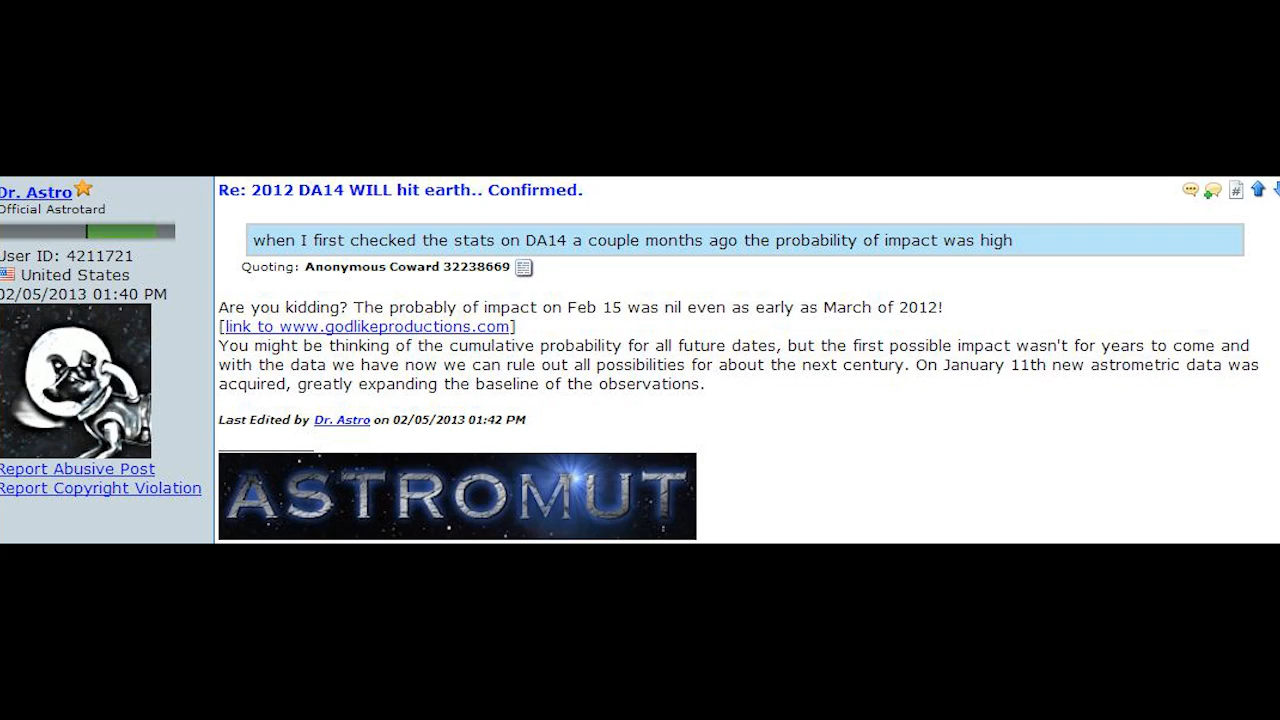 Dr. Astro
Official Astrotard
User ID: 4211721
United States
02/05/2013 01:40 PM
Report Abusive Post
Report Copyright Violation
Re: 2012 DA14 WILL hit earth.. Confirmed.
#
when I first checked the stats on DA14 a couple months ago the probability of impact was high
Quoting: Anonymous Coward 32238669
Are you kidding? The probably of impact on Feb 15 was nil even as early as March of 2012!
[link to www.godlikeproductions.com]
You might be thinking of the cumulative probability for all future dates, but the first possible impact wasn't for years to come and
with the data we have now we can rule out all possibilities for about the next century. On January 11th new astrometric data was
acquired, greatly expanding the baseline of the observations.
Last Edited by Dr. Astro on 02/05/2013 01:42 PM
ASTROMUT